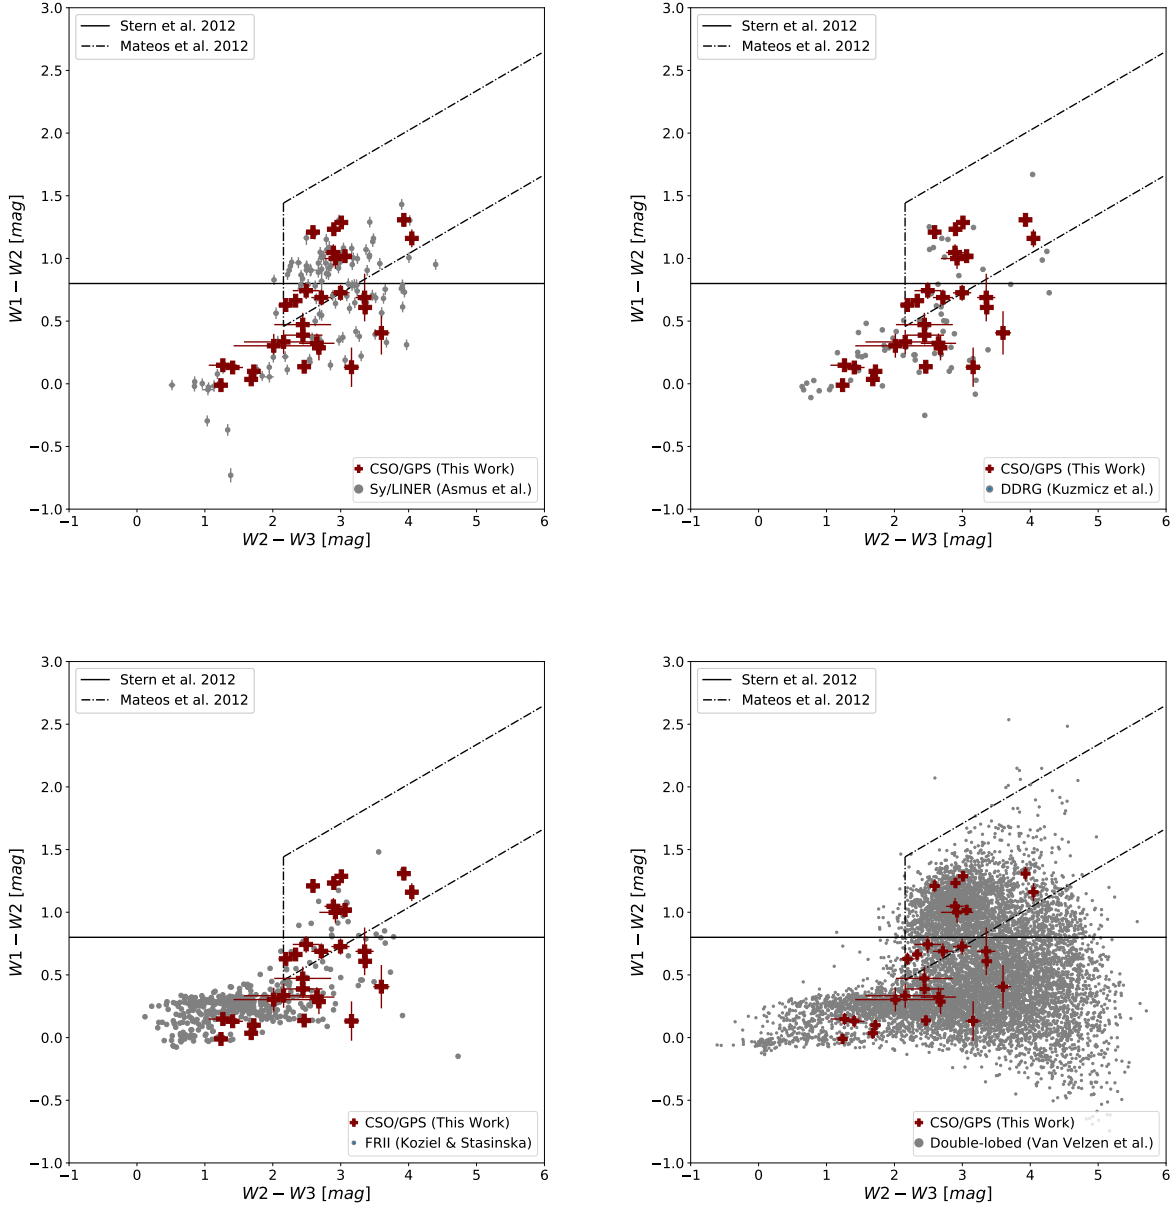 Stern et al. 2012
Mateos et al. 2012
3.0
2.5
2.0
1.5
1.0
0.5
0.0
−0.5
−1.0
W1 − W2 [mag]
CSO/GPS (This Work)
Sy/LINER (Asmus et al.)
−1 0 1 2 3 4 5 6
W2 − W3 [mag]
Stern et al. 2012
Mateos et al. 2012
3.0
2.5
2.0
1.5
1.0
0.5
0.0
−0.5
−1.0
W1 − W2 [mag]
CSO/GPS (This Work)
DDRG (Kuzmicz et al.)
−1 0 1 2 3 4 5 6
W2 − W3 [mag]
Stern et al. 2012
Mateos et al. 2012
3.0
2.5
2.0
1.5
1.0
0.5
0.0
−0.5
−1.0
W1 − W2 [mag]
CSO/GPS (This Work)
FRII (Koziel & Stasinska)
−1 0 1 2 3 4 5 6
W2 − W3 [mag]
Stern et al. 2012
Mateos et al. 2012
3.0
2.5
2.0
1.5
1.0
0.5
0.0
−0.5
−1.0
W1 − W2 [mag]
CSO/GPS (This Work)
Double-lobed (Van Velzen et al.)
−1 0 1 2 3 4 5 6
W2 − W3 [mag]